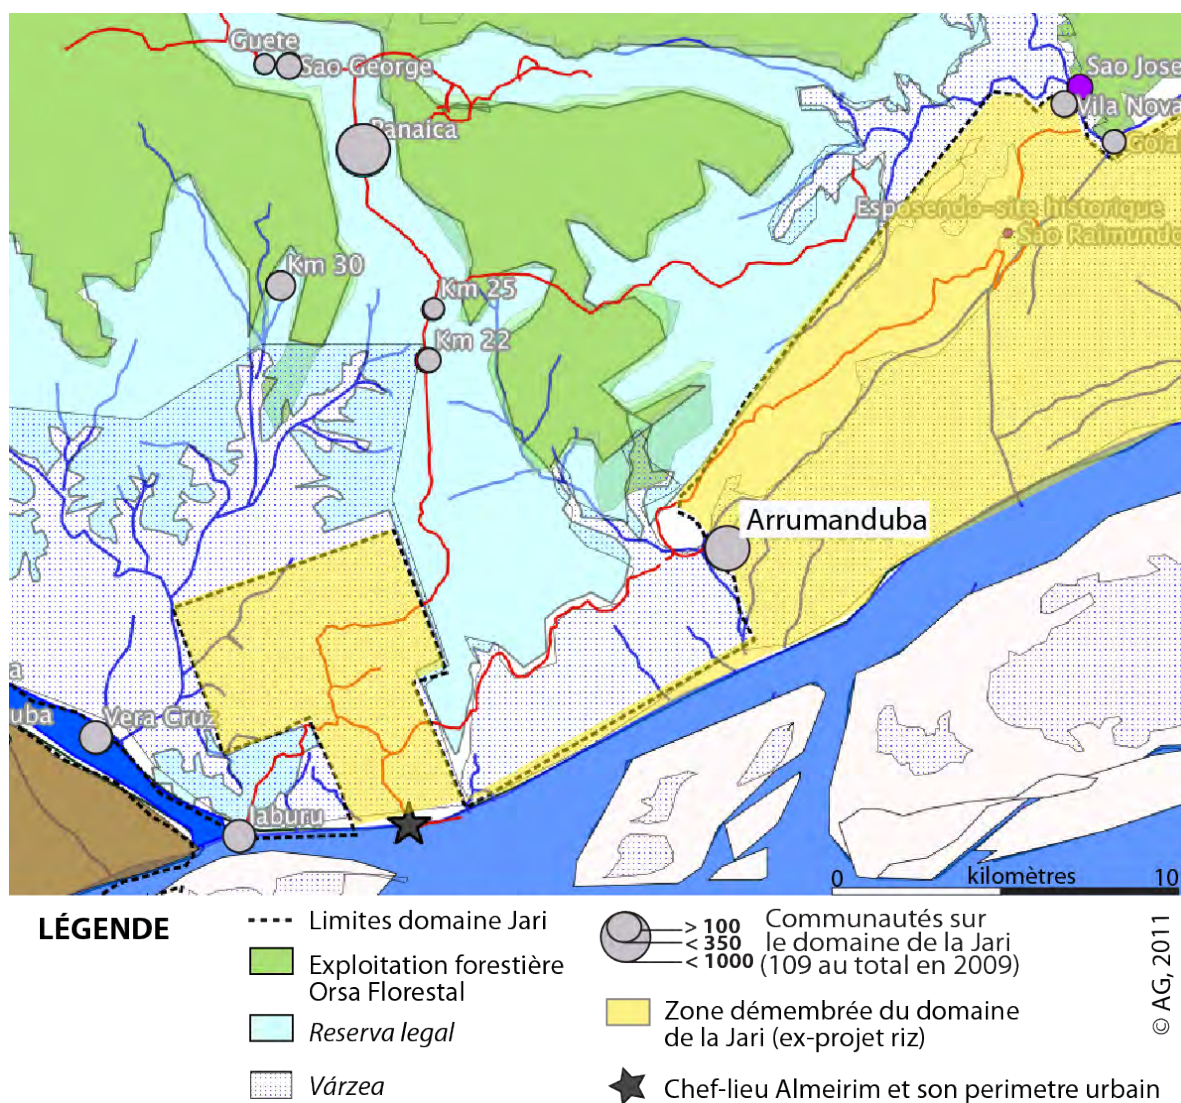 Guete
Sao George
Panaica
Sao Jose
Vila Nova
Goial
Esposendo-site historique
Sao Raimundo
Km 30
Km 25
Km 22
Arrumanduba
a
uba
Vera Cruz
Jaburu
0 kilomètres 10
LÉGENDE
Limites domaine Jari
Exploitation forestière
Orsa Florestal
Reserva legal
Várzea
> 100
< 350
< 1000
Communautés sur
le domaine de la Jari
(109 au total en 2009)
Zone démembrée du domaine
de la Jari (ex-projet riz)
Chef-lieu Almeirim et son perimetre urbain
© AG, 2011